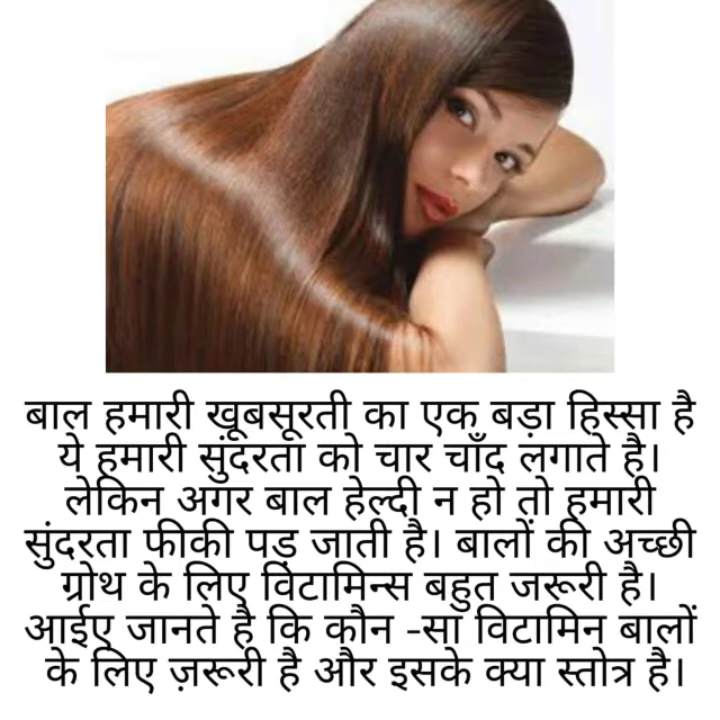 बाल हमारी खूबसूरती का एक बड़ा हिस्सा है
ये हमारी सुंदरता को चार चाँद लगाते है।
लेकिन अगर बाल हेल्दी न हो तो हमारी
सुंदरता फीकी पड़ जाती है। बालों की अच्छी
ग्रोथ के लिए विटामिन्स बहुत जरूरी है।
आईए जानते है कि कौन -सा विटामिन बालों
के लिए ज़रूरी है और इसके क्या स्तोत्र है।